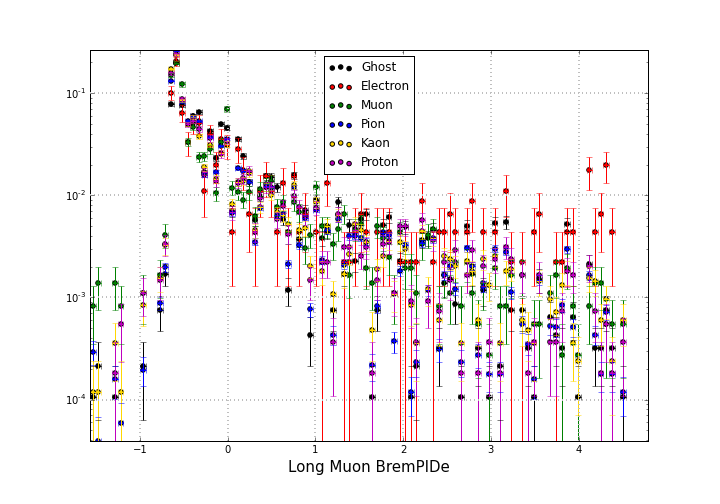 Ghost
Electron
Muon
Pion
Kaon
Proton
10⁻¹
10⁻²
10⁻³
10⁻⁴
−1 0 1 2 3 4
Long Muon BremPIDe